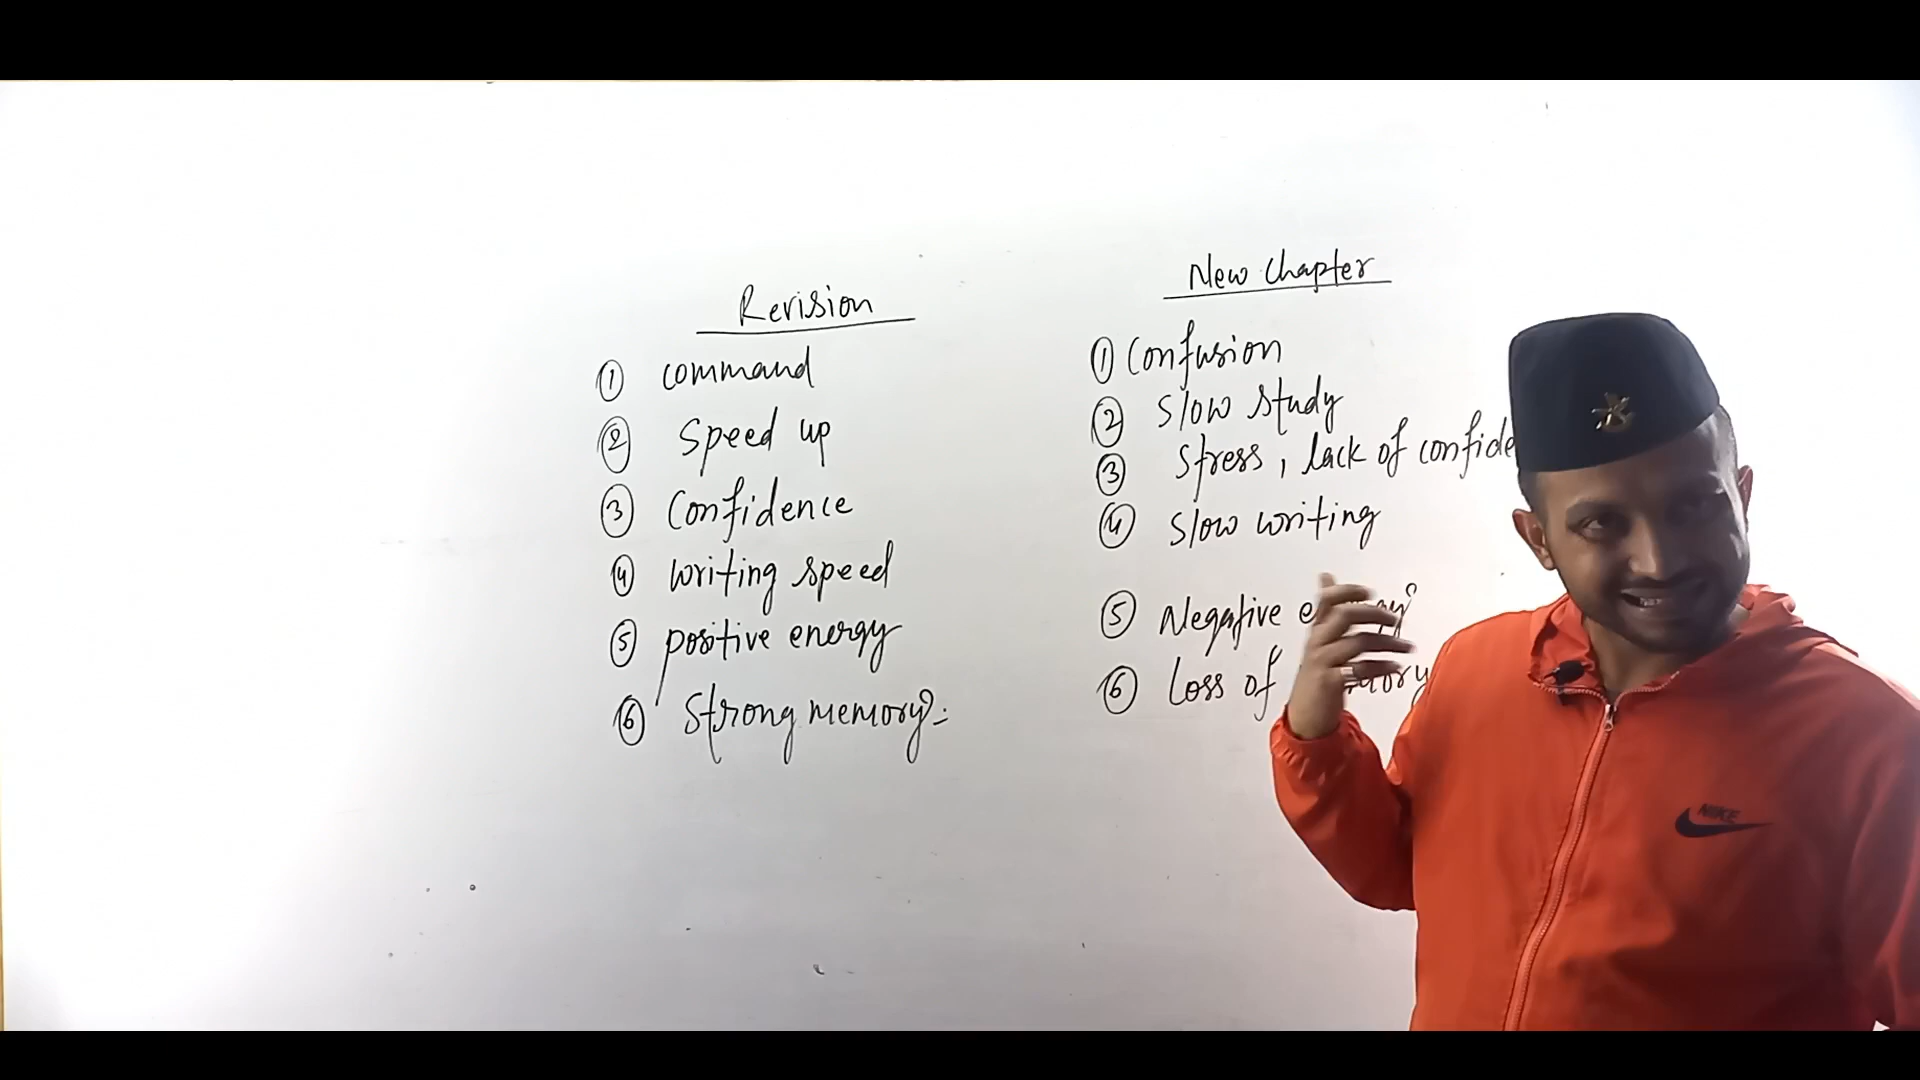 Revision
① command
② speed up
③ Confidence
④ writing speed
⑤ positive energy
⑥ Strong memory:
New Chapter
① Confusion
② Slow study
③ Stress, lack of confide
④ Slow writing
⑤ Negative
⑥ Loss of
NIKE